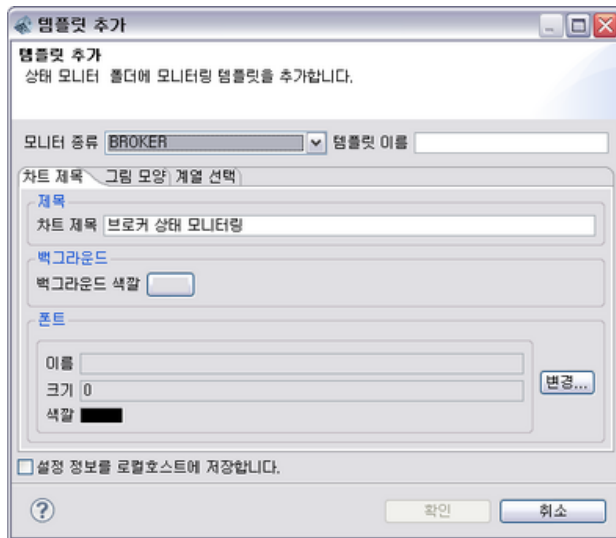 템플릿 추가
템플릿 추가
상태 모니터 폴더에 모니터링 템플릿을 추가합니다.
모니터 종류 BROKER 템플릿 이름
차트 제목 그림 모양 계열 선택
제목
차트 제목 브로커 상태 모니터링
백그라운드
백그라운드 색깔
폰트
이름
크기 0
색깔
변경...
설정 정보를 로컬호스트에 저장합니다.
?
확인 취소